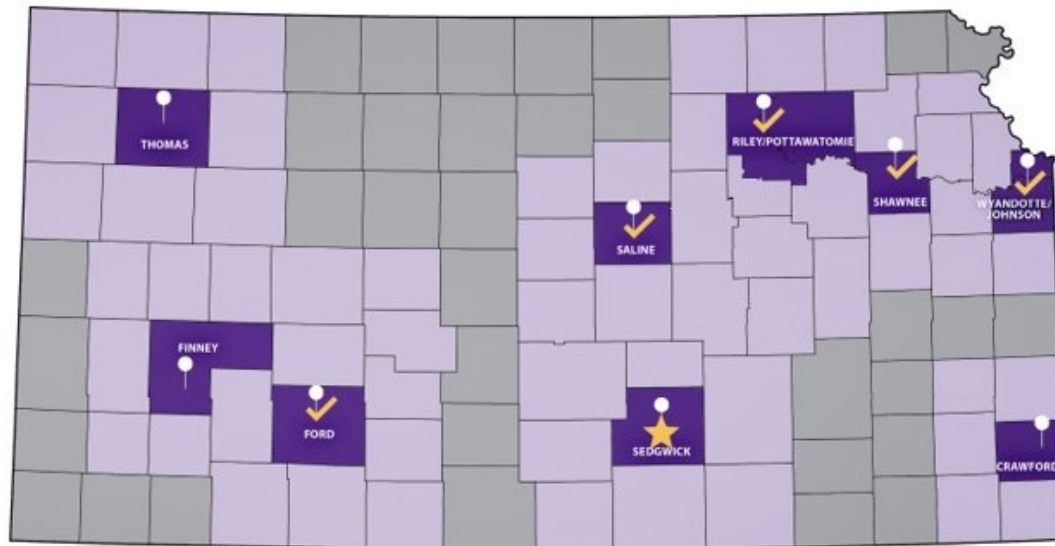 THOMAS
RILEY/POTTAWATOMIE
SHAWNEE
WYANDOTTE/
JOHNSON
SALINE
FINNEY
FORD
SEDGWICK
CRAWFORD